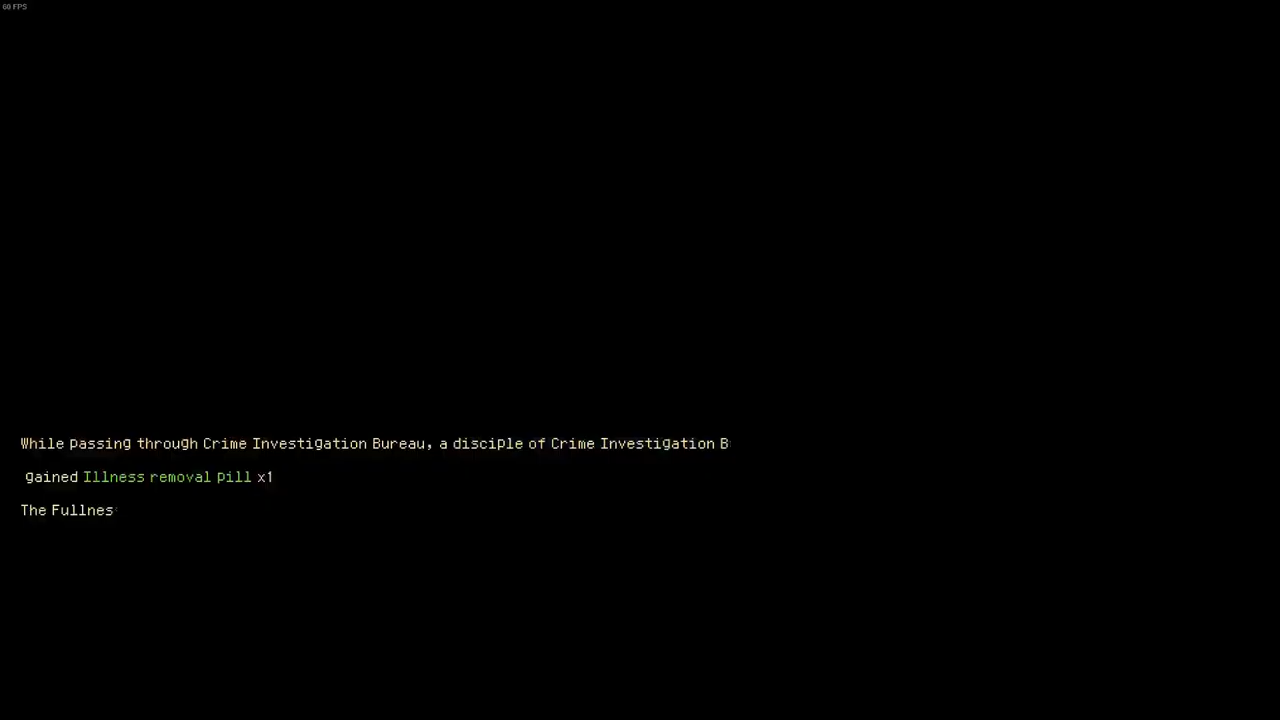 60 FPS
While passing through Crime Investigation Bureau, a disciple of Crime Investigation B
gained Illness removal pill x1
The Fullnes